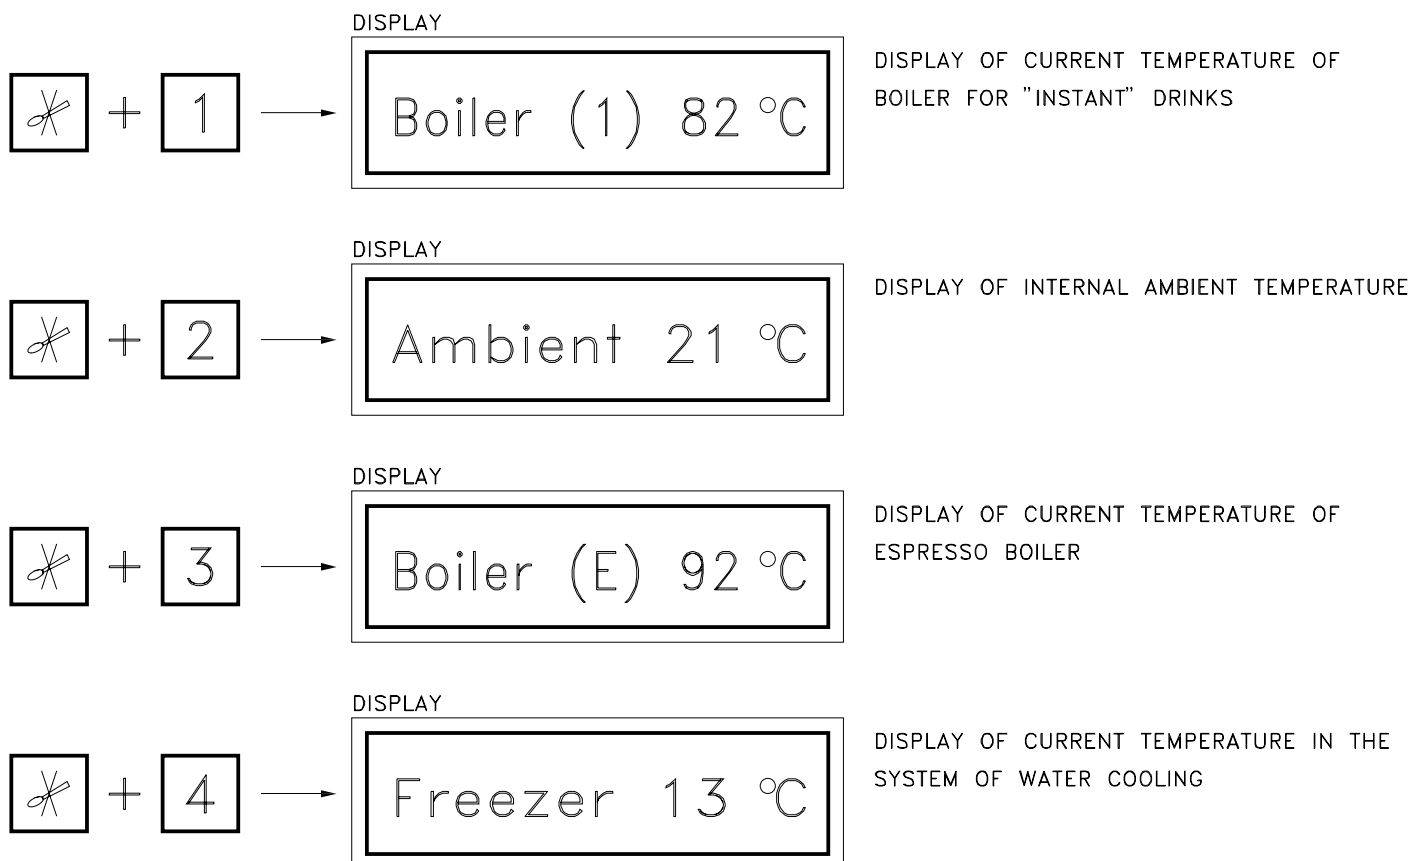 DISPLAY
1 + Boiler (1) 82 °C
DISPLAY OF CURRENT TEMPERATURE OF
BOILER FOR "INSTANT" DRINKS
DISPLAY
+ 2 Ambient 21 °C
DISPLAY OF INTERNAL AMBIENT TEMPERATURE
DISPLAY
+ 3 Boiler (E) 92 °C
DISPLAY OF CURRENT TEMPERATURE OF
ESPRESSO BOILER
DISPLAY
+ 4 Freezer 13 °C
DISPLAY OF CURRENT TEMPERATURE IN THE
SYSTEM OF WATER COOLING